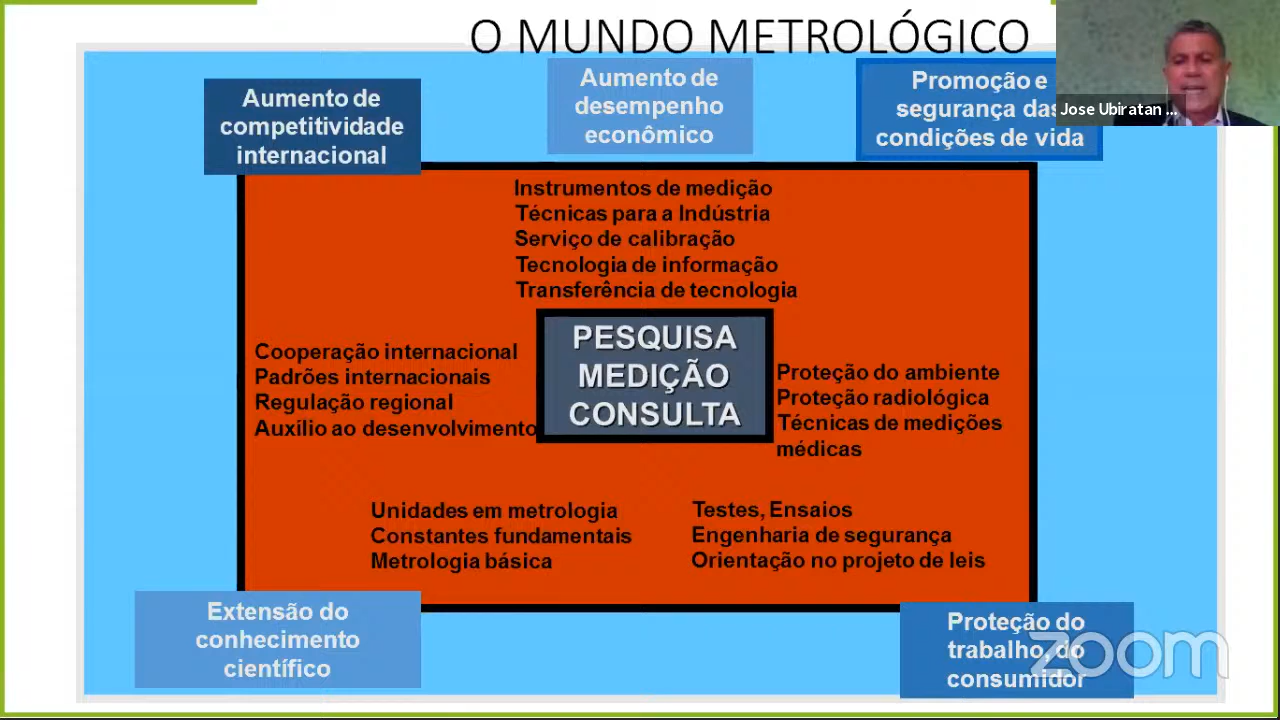 O MUNDO METROLÓGICO
Jose Ubiratan ...
Aumento de
competitividade
internacional
Aumento de
desempenho
econômico
Promoção e
segurança das
condições de vida
Instrumentos de medição
Técnicas para a Indústria
Serviço de calibração
Tecnologia de informação
Transferência de tecnologia
Cooperação internacional
Padrões internacionais
Regulação regional
Auxílio ao desenvolvimento
PESQUISA
MEDIÇÃO
CONSULTA
Proteção do ambiente
Proteção radiológica
Técnicas de medições
médicas
Unidades em metrologia
Constantes fundamentais
Metrologia básica
Testes, Ensaios
Engenharia de segurança
Orientação no projeto de leis
Extensão do
conhecimento
científico
Proteção do
trabalho, do
consumidor
zoom